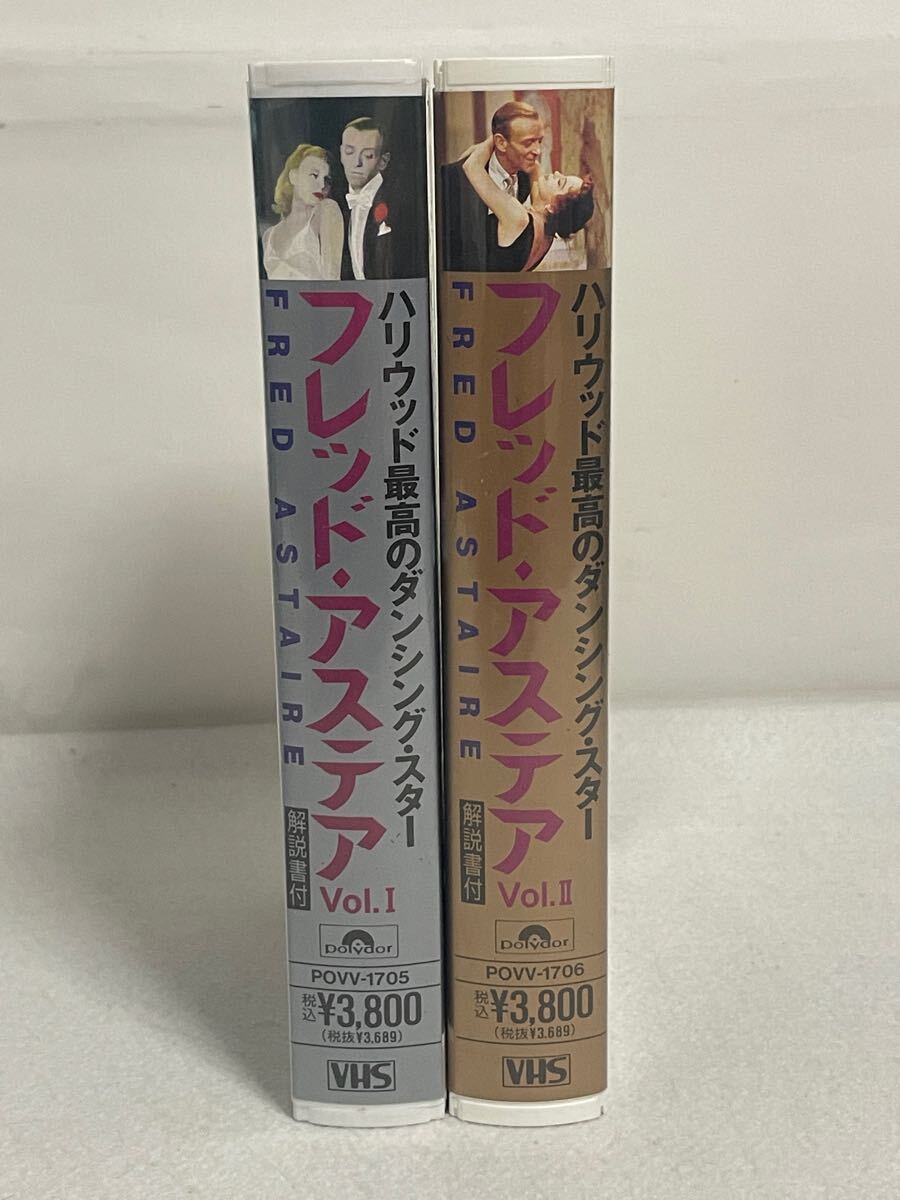 ハリウッド最高のダンシング・スター
フレッド・アステア
FRED ASTAIRE
解説書付
Vol.I
polydor
POVV-1705
税込¥3,800
(税抜¥3,689)
VHS
ハリウッド最高のダンシング・スター
フレッド・アステア
FRED ASTAIRE
解説書付
Vol.II
polydor
POVV-1706
税込¥3,800
(税抜¥3,689)
VHS